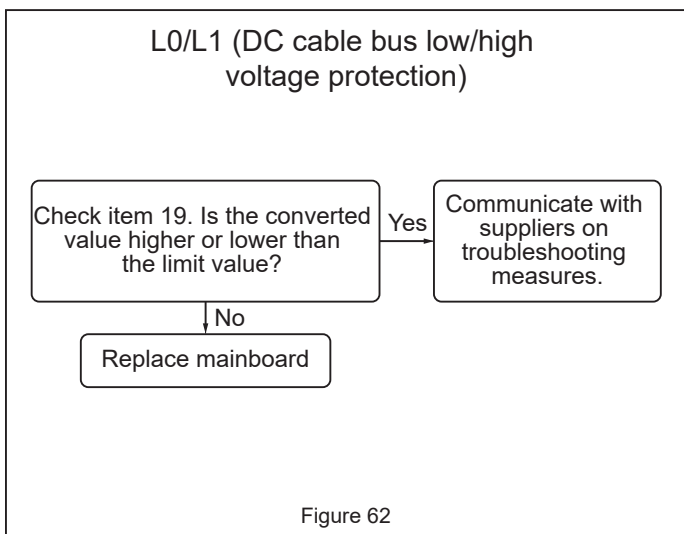 L0/L1 (DC cable bus low/high
voltage protection)
Check item 19. Is the converted
value higher or lower than
the limit value?
Yes
Communicate with
suppliers on
troubleshooting
measures.
No
Replace mainboard
Figure 62